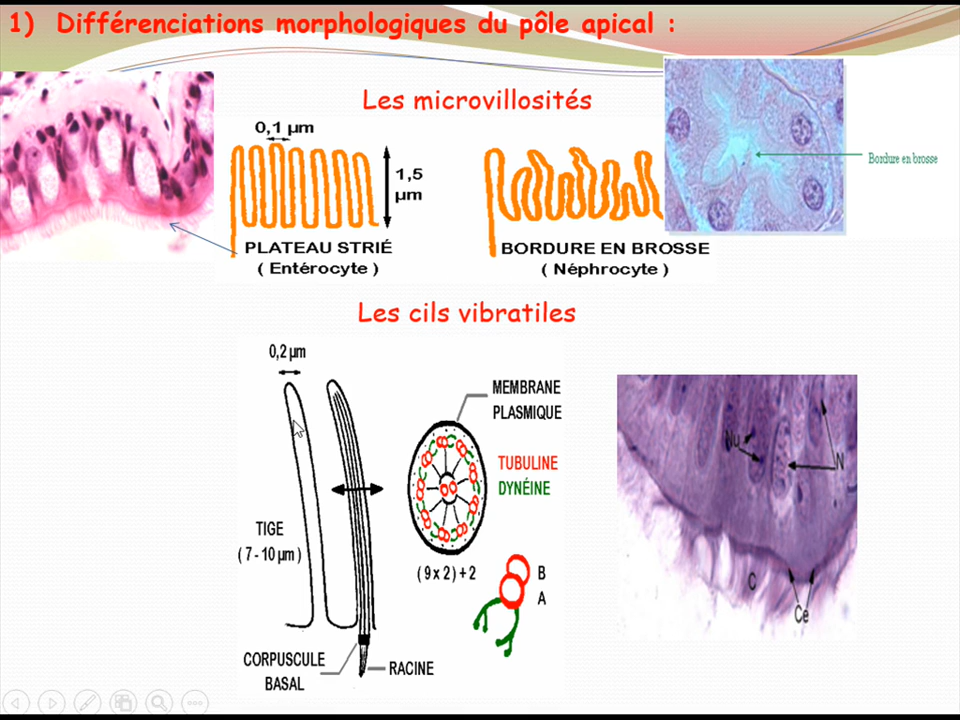 1) Différenciations morphologiques du pôle apical :
Les microvillosités
0,1 µm
1,5
µm
PLATEAU STRIÉ
( Entérocyte )
BORDURE EN BROSSE
( Néphrocyte )
Bordure en brosse
Les cils vibratiles
0,2 µm
MEMBRANE
PLASMIQUE
TUBULINE
DYNÉINE
TIGE
( 7 - 10 µm )
( 9 x 2 ) + 2
B
A
CORPUSCULE
BASAL
RACINE
Nu
N
C
Ce